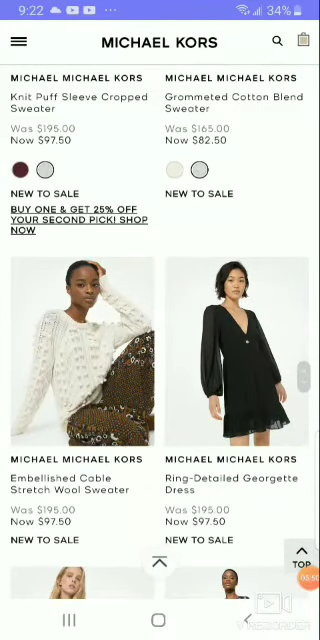 9:22
34%
MICHAEL KORS
MICHAEL MICHAEL KORS
Knit Puff Sleeve Cropped
Sweater
Was $195.00
Now $97.50
NEW TO SALE
BUY ONE & GET 25% OFF
YOUR SECOND PICK! SHOP
NOW
MICHAEL MICHAEL KORS
Grommeted Cotton Blend
Sweater
Was $165.00
Now $82.50
NEW TO SALE
MICHAEL MICHAEL KORS
Embellished Cable
Stretch Wool Sweater
Was $195.00
Now $97.50
NEW TO SALE
MICHAEL MICHAEL KORS
Ring-Detailed Georgette
Dress
Was $195.00
Now $97.50
NEW TO SALE
TOP
05:50
RECORDER